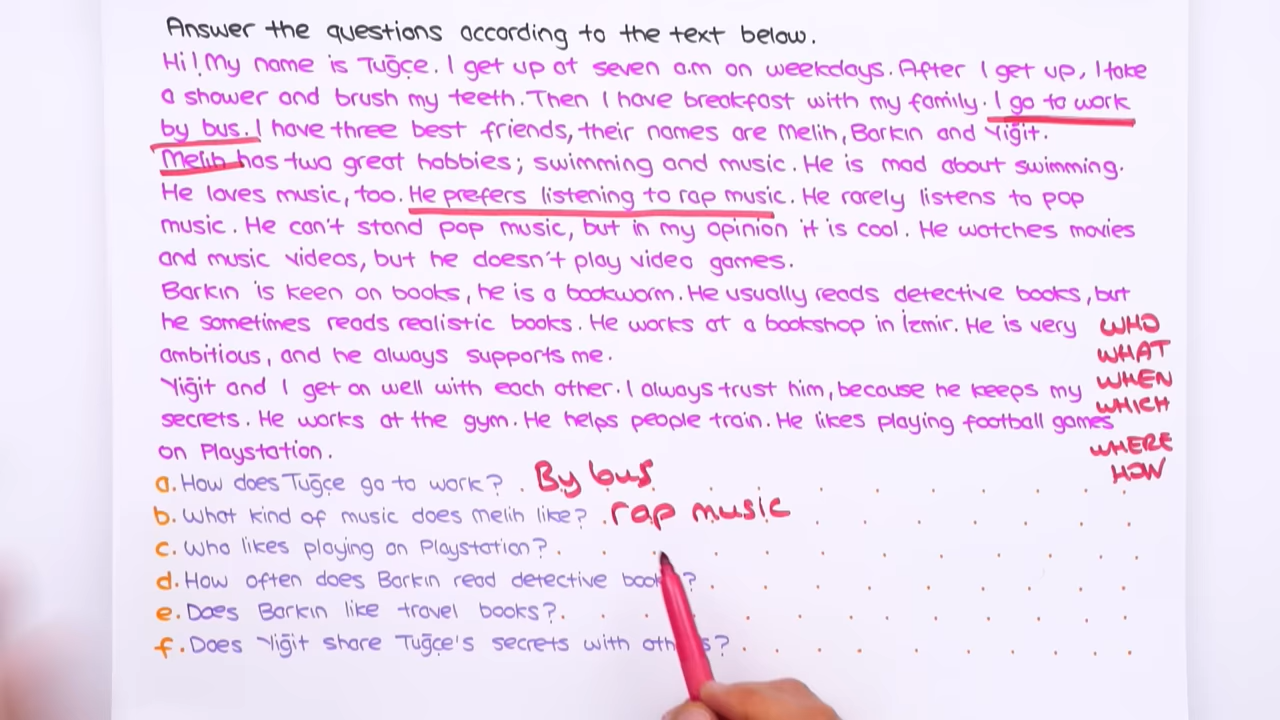 Answer the questions according to the text below.
Hi! My name is Tuğçe. I get up at seven a.m on weekdays. After I get up, I take
a shower and brush my teeth. Then I have breakfast with my family. I go to work
by bus. I have three best friends, their names are Melih, Barkın and Yiğit.
Melih has two great hobbies; swimming and music. He is mad about swimming.
He loves music, too. He prefers listening to rap music. He rarely listens to pop
music. He can't stand pop music, but in my opinion it is cool. He watches movies
and music videos, but he doesn't play video games.
Barkın is keen on books, he is a bookworm. He usually reads detective books, but
he sometimes reads realistic books. He works at a bookshop in İzmir. He is very
ambitious, and he always supports me.
Yiğit and I get on well with each other. I always trust him, because he keeps my
secrets. He works at the gym. He helps people train. He likes playing football games
on Playstation.
WHO
WHAT
WHEN
WHICH
WHERE
HOW
a. How does Tuğçe go to work? By bus
b. What kind of music does Melih like? rap music
c. Who likes playing on Playstation?
d. How often does Barkın read detective books?
e. Does Barkın like travel books?
f. Does Yiğit share Tuğçe's secrets with others?